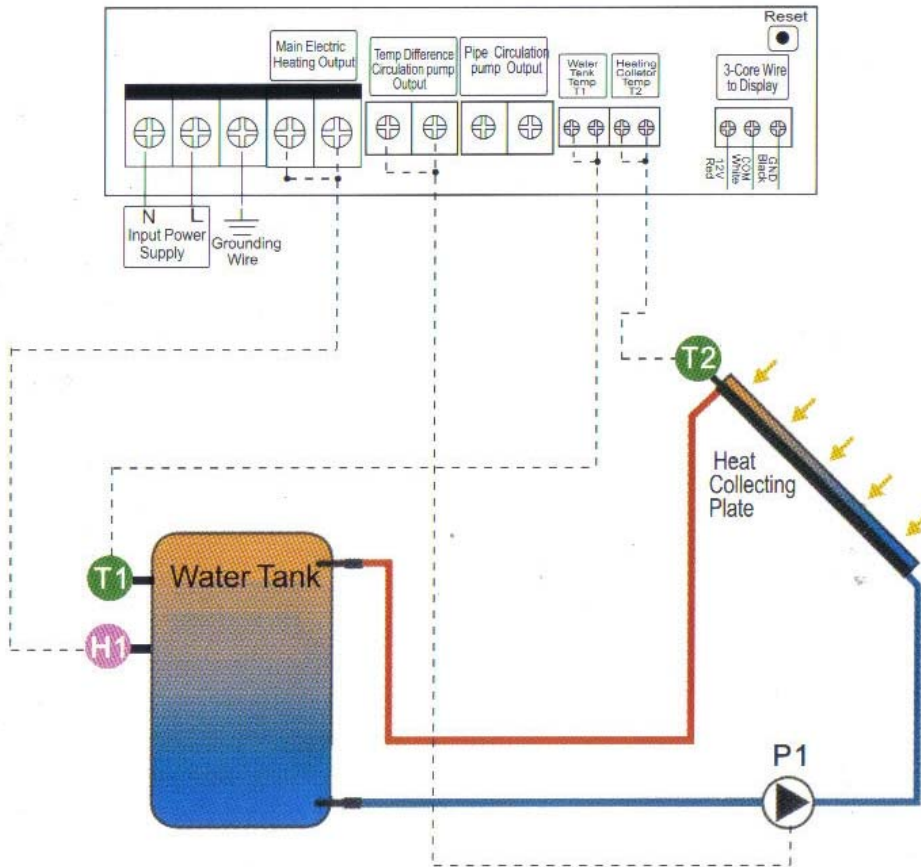 Reset
Main Electric
Heating Output
Temp Difference
Circulation pump
Output
Pipe Circulation
pump Output
Water
Tank
Temp
T1
Heating
Colletor
Temp
T2
3-Core Wire
to Display
12V
Red
COM
White
GND
Black
N
L
Input Power
Supply
Grounding
Wire
T2
Heat
Collecting
Plate
T1
Water Tank
H1
P1